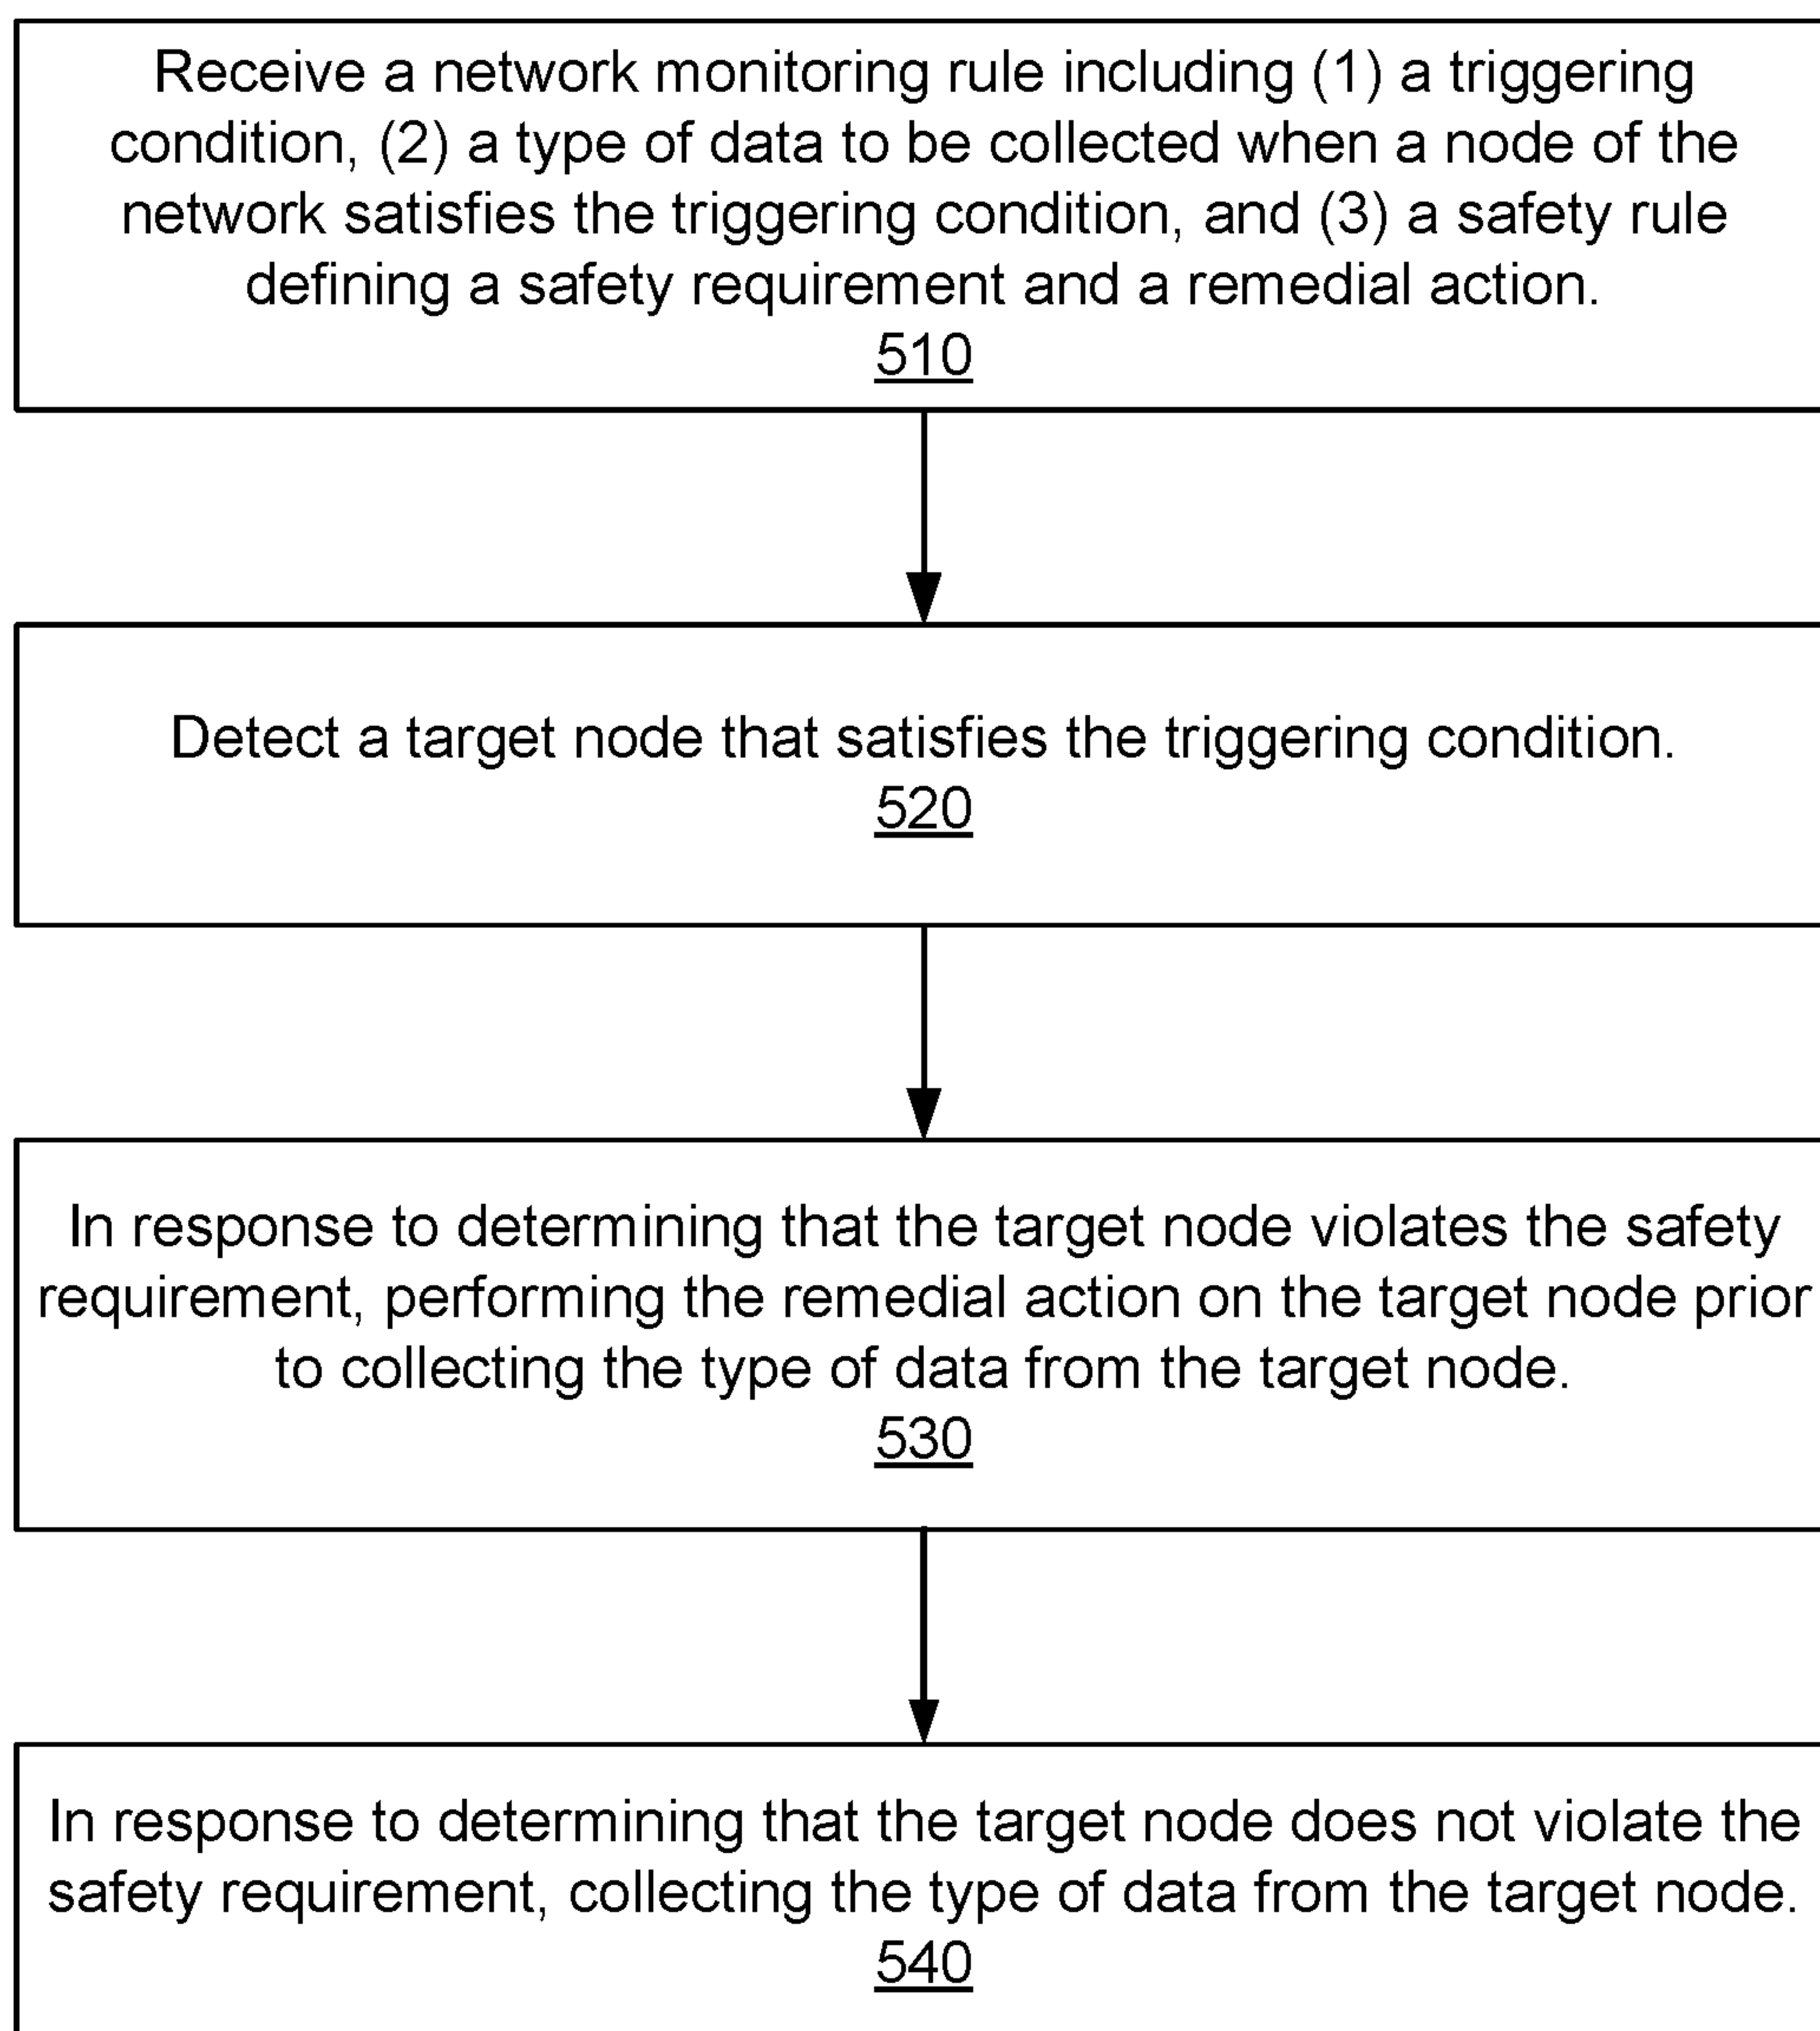 Receive a network monitoring rule including (1) a triggering
condition, (2) a type of data to be collected when a node of the
network satisfies the triggering condition, and (3) a safety rule
defining a safety requirement and a remedial action.
510
Detect a target node that satisfies the triggering condition.
520
In response to determining that the target node violates the safety
requirement, performing the remedial action on the target node prior
to collecting the type of data from the target node.
530
In response to determining that the target node does not violate the
safety requirement, collecting the type of data from the target node.
540